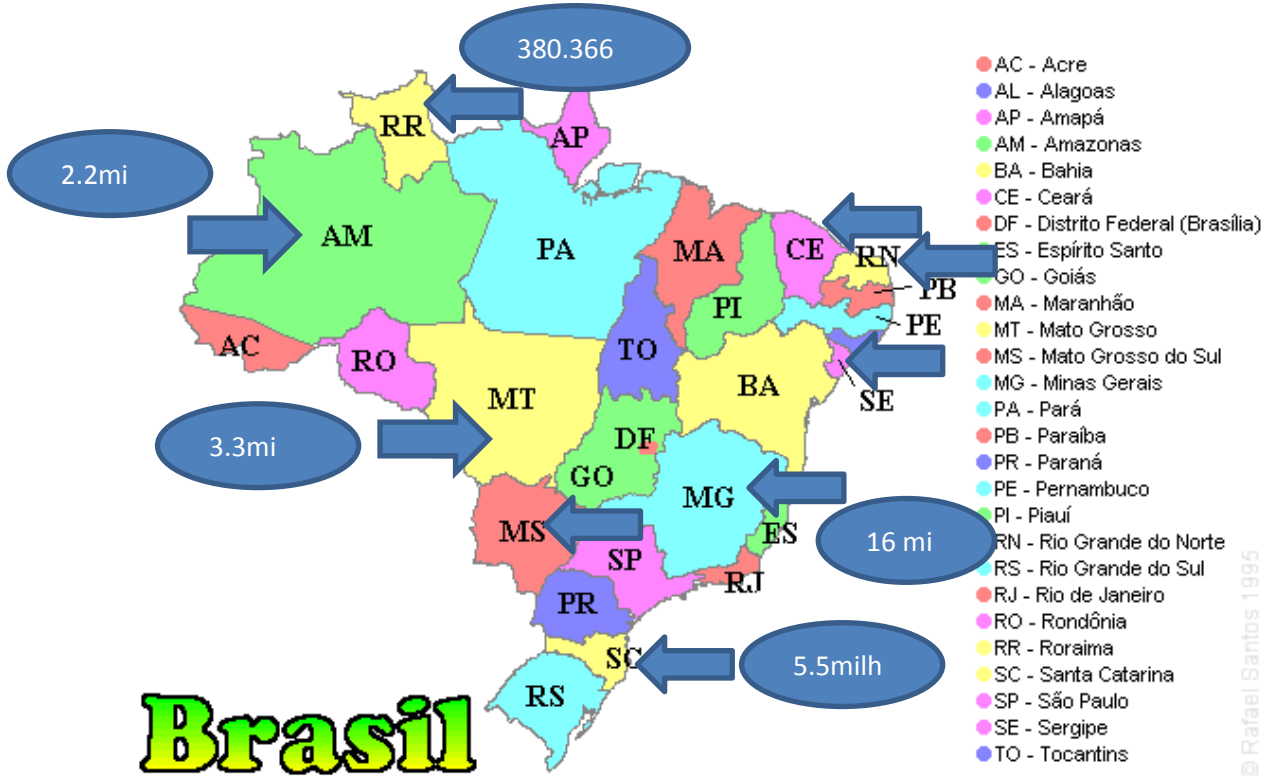 380.366
RR
AP
2.2mi
AM
PA
MA
CE
RN
PB
PI
PE
AC
RO
TO
MT
BA
SE
3.3mi
DF
GO
MG
MS
ES
16 mi
SP
RJ
PR
SC
5.5milh
RS
Brasil
AC - Acre
AL - Alagoas
AP - Amapá
AM - Amazonas
BA - Bahia
CE - Ceará
DF - Distrito Federal (Brasília)
ES - Espírito Santo
GO - Goiás
MA - Maranhão
MT - Mato Grosso
MS - Mato Grosso do Sul
MG - Minas Gerais
PA - Pará
PB - Paraíba
PR - Paraná
PE - Pernambuco
PI - Piauí
RN - Rio Grande do Norte
RS - Rio Grande do Sul
RJ - Rio de Janeiro
RO - Rondônia
RR - Roraima
SC - Santa Catarina
SP - São Paulo
SE - Sergipe
TO - Tocantins
© Rafael Santos 1995